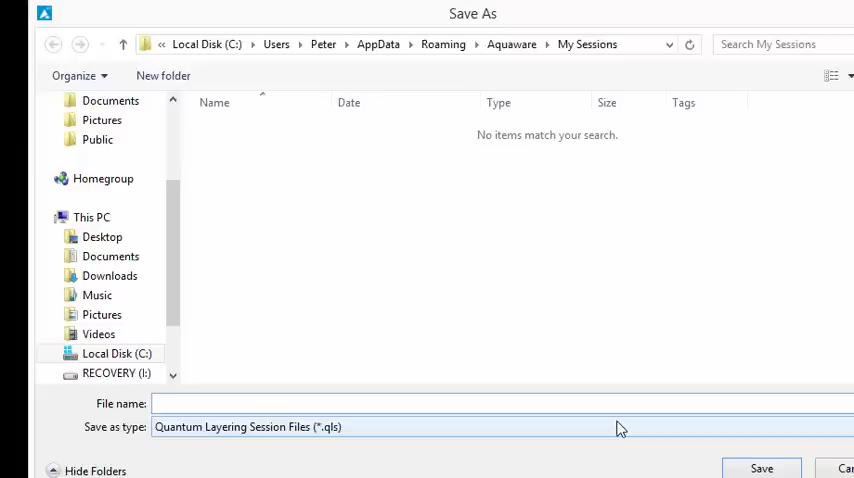 Save As
« Local Disk (C:) Users Peter AppData Roaming Aquaware My Sessions
Search My Sessions
Organize New folder
Name Date Type Size Tags
No items match your search.
Documents
Pictures
Public
Homegroup
This PC
Desktop
Documents
Downloads
Music
Pictures
Videos
Local Disk (C:)
RECOVERY (I:)
File name:
Save as type: Quantum Layering Session Files (*.qls)
Hide Folders
Save